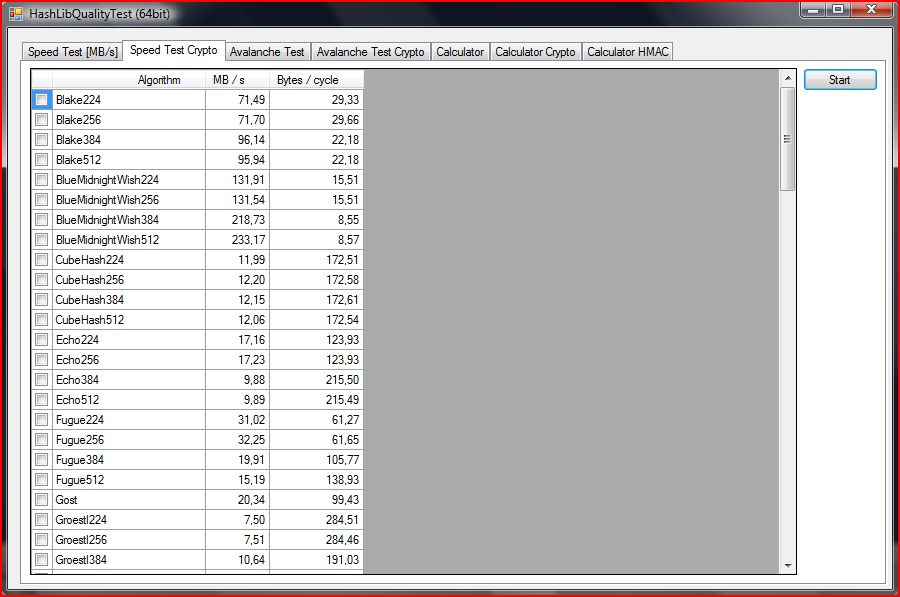 HashLibQualityTest (64bit)
Speed Test [MB/s] Speed Test Crypto Avalanche Test Avalanche Test Crypto Calculator Calculator Crypto Calculator HMAC
Algorithm MB / s Bytes / cycle
Start
Blake224 71,49 29,33
Blake256 71,70 29,66
Blake384 96,14 22,18
Blake512 95,94 22,18
BlueMidnightWish224 131,91 15,51
BlueMidnightWish256 131,54 15,51
BlueMidnightWish384 218,73 8,55
BlueMidnightWish512 233,17 8,57
CubeHash224 11,99 172,51
CubeHash256 12,20 172,58
CubeHash384 12,15 172,61
CubeHash512 12,06 172,54
Echo224 17,16 123,93
Echo256 17,23 123,93
Echo384 9,88 215,50
Echo512 9,89 215,49
Fugue224 31,02 61,27
Fugue256 32,25 61,65
Fugue384 19,91 105,77
Fugue512 15,19 138,93
Gost 20,34 99,43
Groestl224 7,50 284,51
Groestl256 7,51 284,46
Groestl384 10,64 191,03